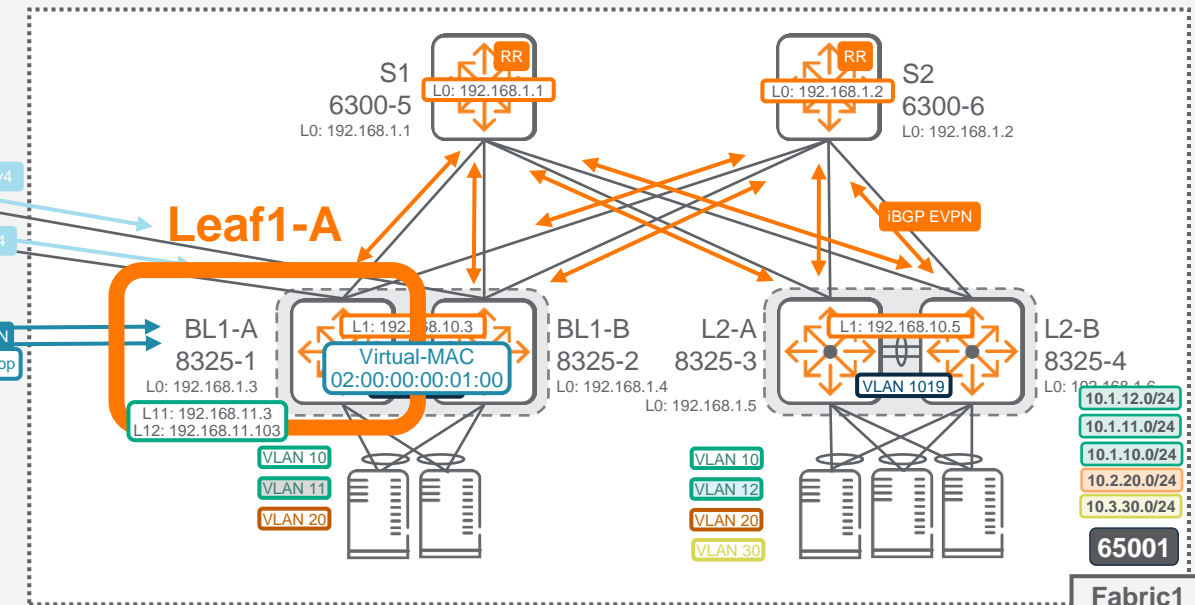 RR
S1
L0: 192.168.1.1
6300-5
L0: 192.168.1.1
RR
S2
L0: 192.168.1.2
6300-6
L0: 192.168.1.2
Leaf1-A
iBGP EVPN
BL1-A
8325-1
L0: 192.168.1.3
L11: 192.168.11.3
L12: 192.168.11.103
L1: 192.168.10.3
Virtual-MAC
02:00:00:00:01:00
BL1-B
8325-2
L0: 192.168.1.4
L2-A
8325-3
L0: 192.168.1.5
L1: 192.168.10.5
VLAN 1019
L2-B
8325-4
VLAN 10
VLAN 11
VLAN 20
VLAN 10
VLAN 12
VLAN 20
VLAN 30
10.1.12.0/24
10.1.11.0/24
10.1.10.0/24
10.2.20.0/24
10.3.30.0/24
65001
Fabric1